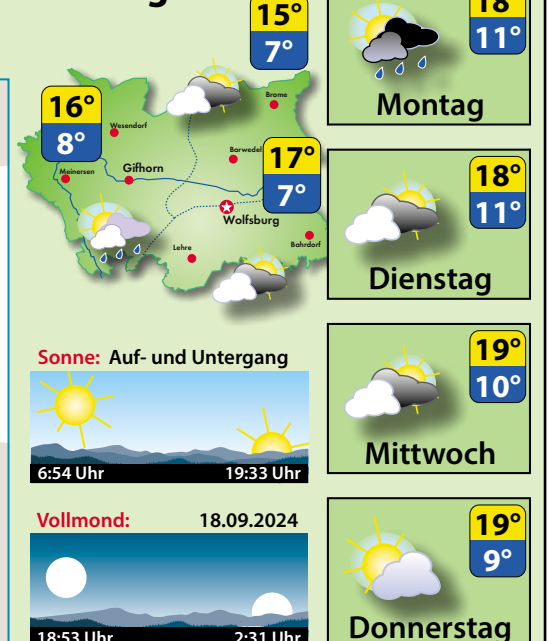 15°
7°
16°
8°
Brome
Wesendorf
Barwedel
17°
7°
Meinersen
Gifhorn
Wolfsburg
Lehre
Bahrdorf
Sonne: Auf- und Untergang
6:54 Uhr 19:33 Uhr
Vollmond: 18.09.2024
18:53 Uhr 2:31 Uhr
18°
11°
Montag
18°
11°
Dienstag
19°
10°
Mittwoch
19°
9°
Donnerstag